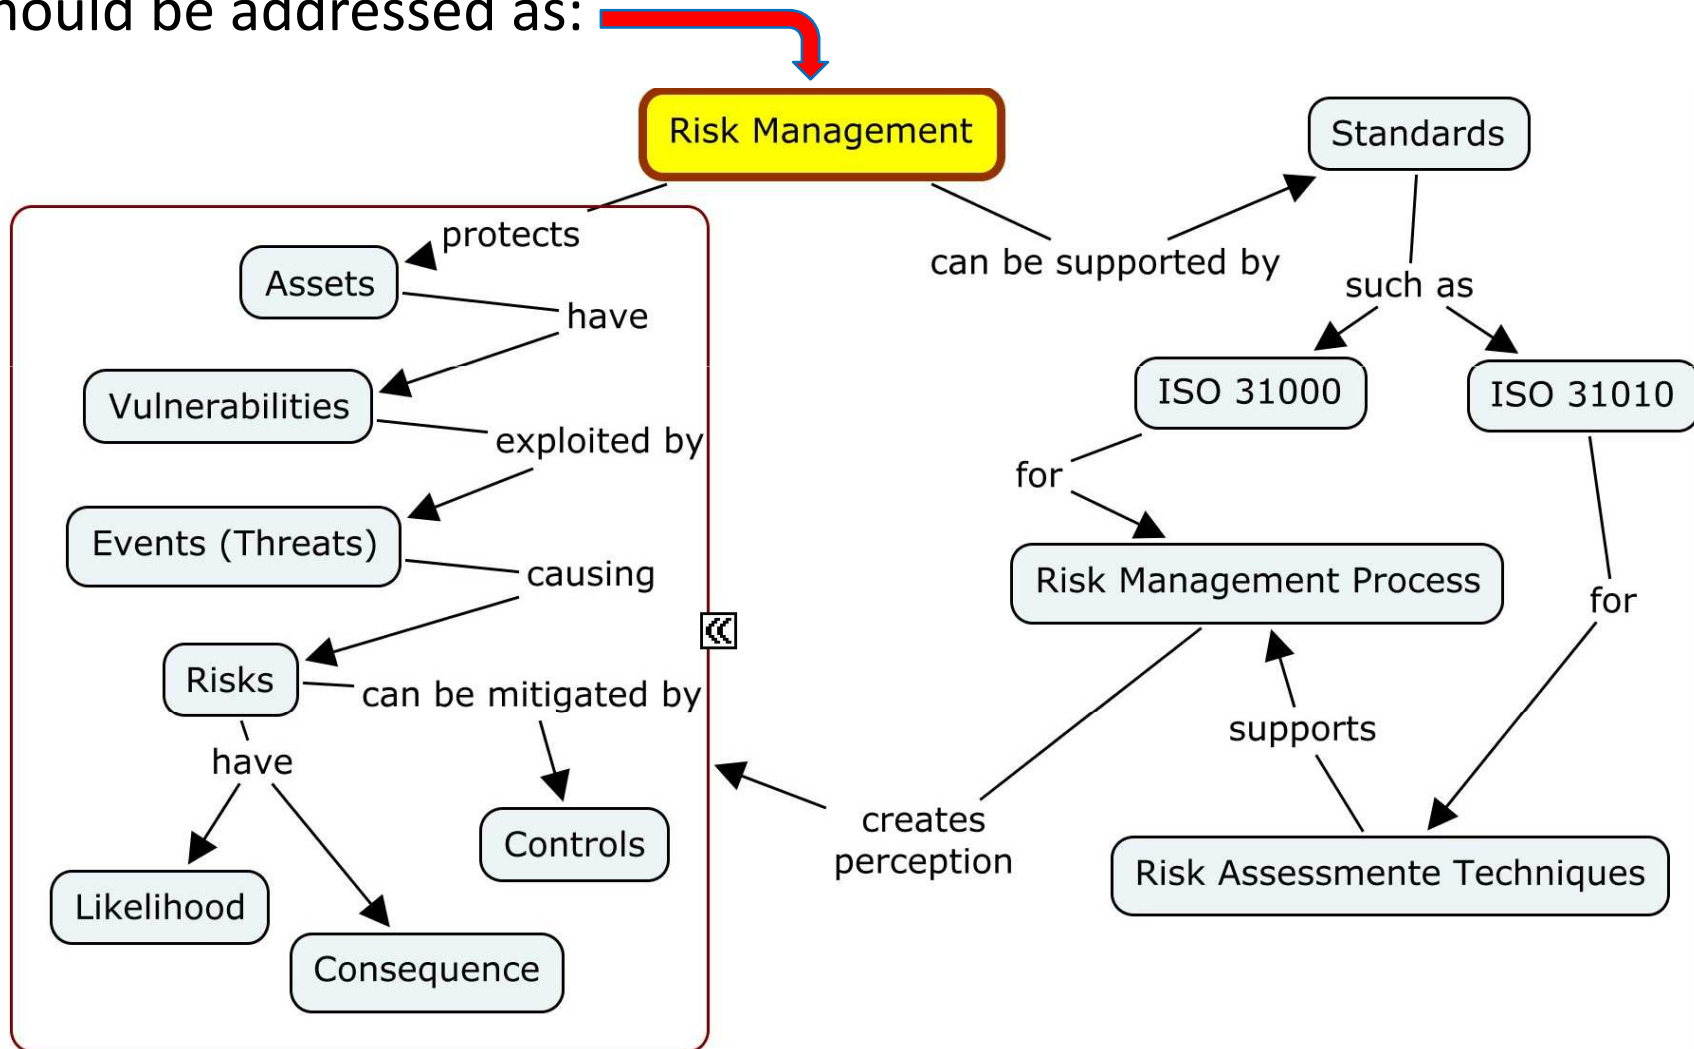 hould be addressed as:
Risk Management
Standards
protects
can be supported by
Assets
have
such as
Vulnerabilities
exploited by
ISO 31000
ISO 31010
for
Events (Threats)
causing
Risk Management Process
for
Risks
can be mitigated by
have
supports
Controls
creates
perception
Risk Assessmente Techniques
Likelihood
Consequence